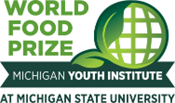 WORLD
FOOD
PRIZE
MICHIGAN YOUTH INSTITUTE
AT MICHIGAN STATE UNIVERSITY